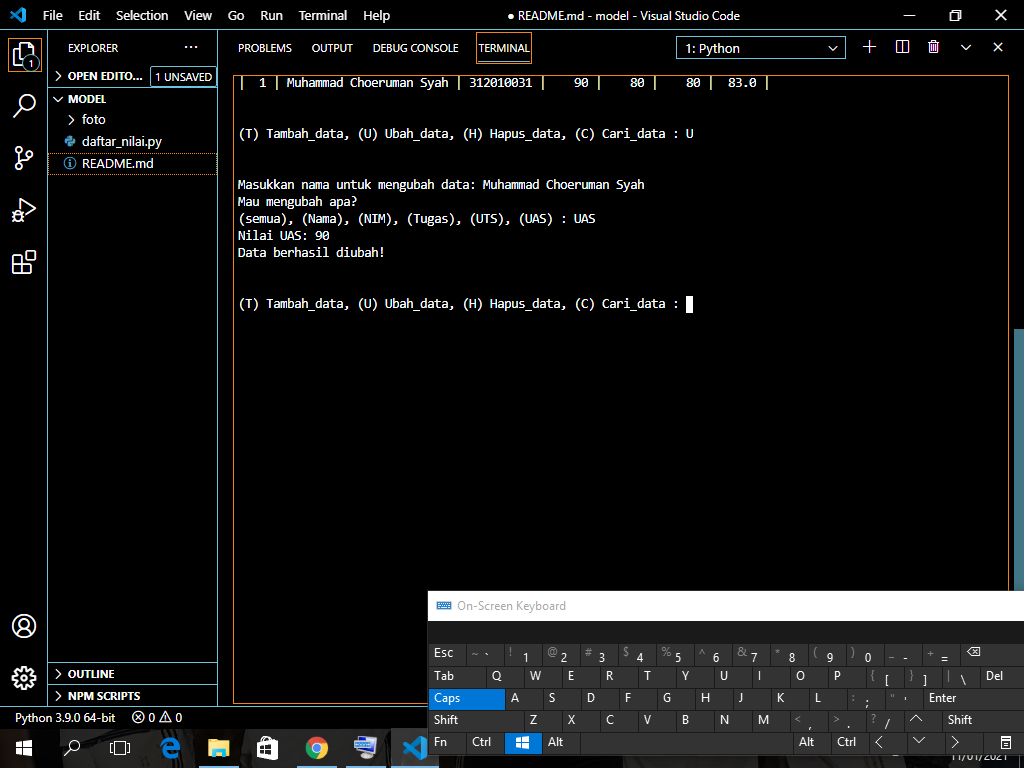 File Edit Selection View Go Run Terminal Help ● README.md - model - Visual Studio Code
EXPLORER ··· PROBLEMS OUTPUT DEBUG CONSOLE TERMINAL 1: Python
1
OPEN EDITO... 1 UNSAVED
MODEL
foto
daftar_nilai.py
README.md
| 1 | Muhammad Choeruman Syah | 312010031 | 90 | 80 | 80 | 83.0 |
(T) Tambah_data, (U) Ubah_data, (H) Hapus_data, (C) Cari_data : U
Masukkan nama untuk mengubah data: Muhammad Choeruman Syah
Mau mengubah apa?
(semua), (Nama), (NIM), (Tugas), (UTS), (UAS) : UAS
Nilai UAS: 90
Data berhasil diubah!
(T) Tambah_data, (U) Ubah_data, (H) Hapus_data, (C) Cari_data :
OUTLINE
NPM SCRIPTS
Python 3.9.0 64-bit 0 0
On-Screen Keyboard
Esc ~ ` ! 1 @ 2 # 3 $ 4 % 5 ^ 6 & 7 * 8 ( 9 ) 0 _ - + =
Tab Q W E R T Y U I O P { [ } ] | \ Del
Caps A S D F G H J K L : ; " ' Enter
Shift Z X C V B N M < , > . ? / Shift
Fn Ctrl Alt Alt Ctrl
11/01/2021